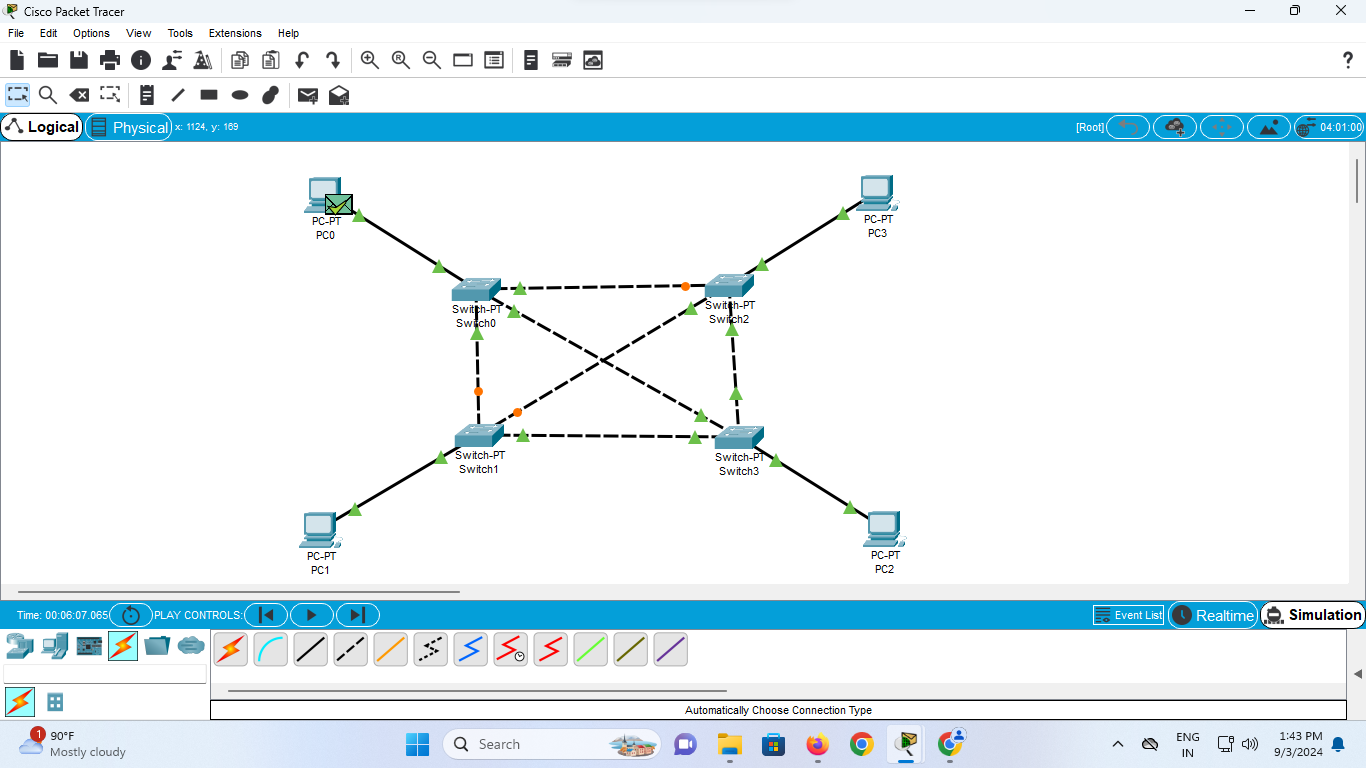 Cisco Packet Tracer
File Edit Options View Tools Extensions Help
Logical Physical x: 1124, y: 169 [Root] 04:01:00
PC-PT
PC0
PC-PT
PC3
Switch-PT
Switch0
Switch-PT
Switch2
Switch-PT
Switch1
Switch-PT
Switch3
PC-PT
PC1
PC-PT
PC2
Time: 00:06:07.065 PLAY CONTROLS: Event List Realtime Simulation
Automatically Choose Connection Type
1 90°F
Mostly cloudy
Search
ENG
IN
1:43 PM
9/3/2024